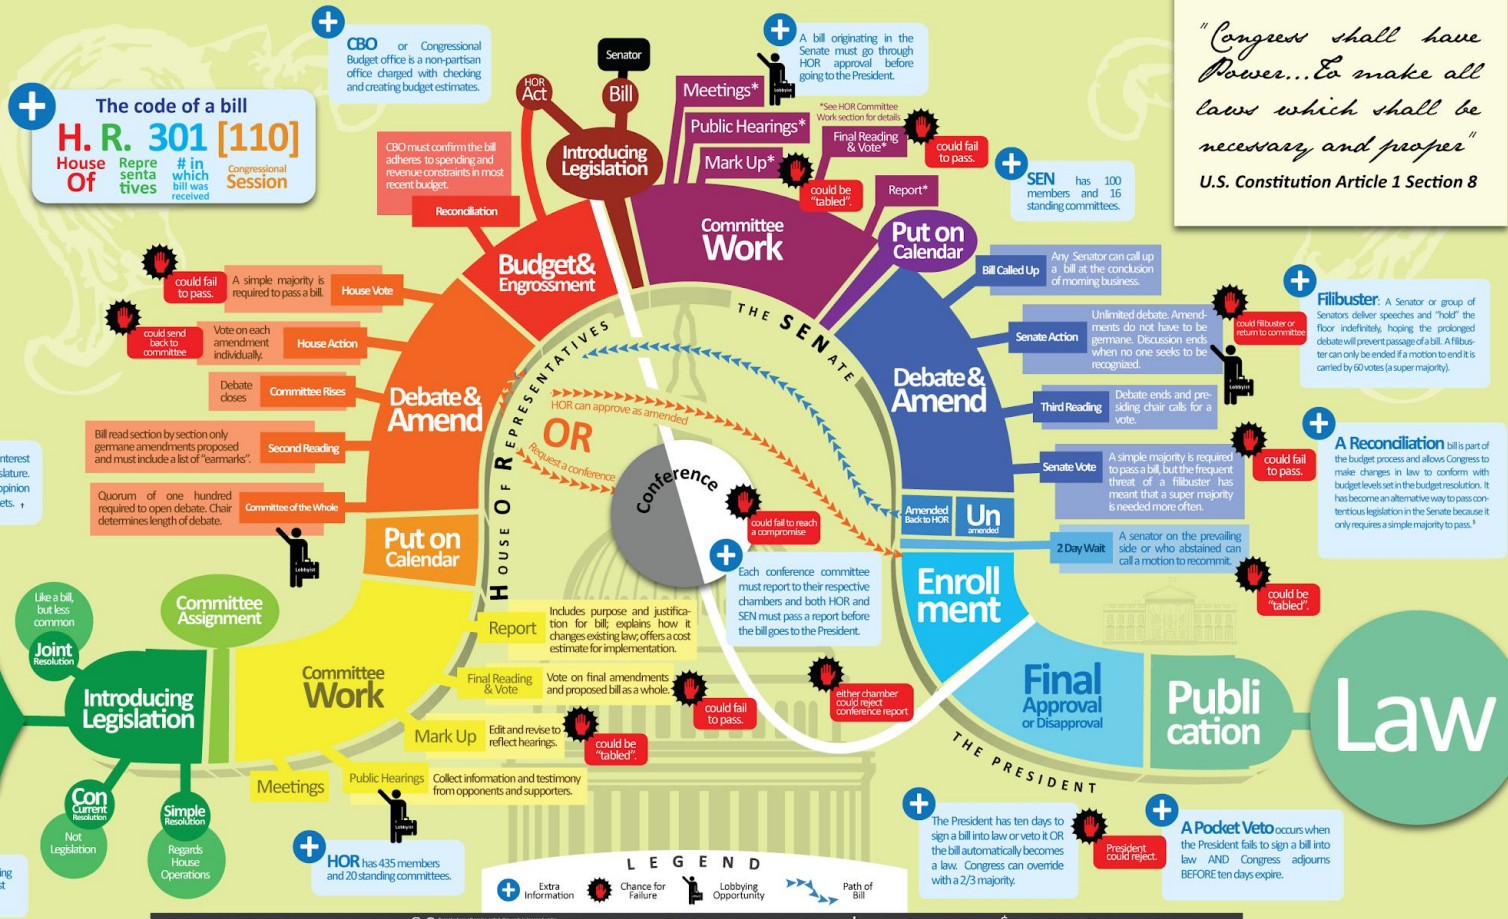 CBO or Congressional
Budget office is a non-partisan
office charged with checking
and creating budget estimates.
The code of a bill
H. R. 301 [110]
House
Of
Repre
senta
tives
# in
which
bill was
received
Congressional
Session
HOR
Act
Senator
Bill
Introducing
Legislation
A bill originating in the
Senate must go through
HOR approval before
going to the President.
Lobbyist
Meetings*
Public Hearings*
Mark Up*
could be
"tabled".
*See HOR Committee
Work section for details
Final Reading
& Vote*
could fail
to pass.
Report*
SEN has 100
members and 16
standing committees.
"Congress shall have
Power...To make all
laws which shall be
necessary and proper"
U.S. Constitution Article 1 Section 8
CBO must confirm the bill
adheres to spending and
revenue constraints in most
recent budget.
Reconciliation
Budget&
Engrossment
Committee
Work
Put on
Calendar
could fail
to pass.
A simple majority is
required to pass a bill.
House Vote
could send
back to
committee
Vote on each
amendment
individually.
House Action
Debate
closes
Committee Rises
Bill read section by section only
germane amendments proposed
and must include a list of "earmarks".
Second Reading
Quorum of one hundred
required to open debate. Chair
determines length of debate.
Committee of the Whole
Lobbyist
Debate &
Amend
Put on
Calendar
HOUSE OF REPRESENTATIVES
THE SENATE
HOR can approve as amended
OR
Request a conference
Conference
could fail to reach
a compromise
Each conference committee
must report to their respective
chambers and both HOR and
SEN must pass a report before
the bill goes to the President.
either chamber
could reject
conference report
Debate &
Amend
Bill Called Up
Any Senator can call up
a bill at the conclusion
of morning business.
Senate Action
Unlimited debate. Amend-
ments do not have to be
germane. Discussion ends
when no one seeks to be
recognized.
could filibuster or
return to committee
Lobbyist
Third Reading
Debate ends and pre-
siding chair calls for a
vote.
Senate Vote
A simple majority is required
to pass a bill, but the frequent
threat of a filibuster has
meant that a super majority
is needed more often.
could fail
to pass.
Filibuster: A Senator or group of
Senators deliver speeches and "hold" the
floor indefinitely, hoping the prolonged
debate will prevent passage of a bill. A filibus-
ter can only be ended if a motion to end it is
carried by 60 votes (a super majority).
A Reconciliation bill is part of
the budget process and allows Congress to
make changes in law to conform with
budget levels set in the budget resolution. It
has become an alternative way to pass con-
tentious legislation in the Senate because it
only requires a simple majority to pass.
Amended
Back to HOR
Un
amended
2 Day Wait
A senator on the prevailing
side or who abstained can
call a motion to recommit.
could be
"tabled".
Enroll
ment
Final
Approval
or Disapproval
Publi
cation
Law
THE PRESIDENT
nterest
slature.
opinion
ets. †
Like a bill,
but less
common
Joint
Resolution
Introducing
Legislation
Con
Current
Resolution
Not
Legislation
Simple
Resolution
Regards
House
Operations
Committee
Assignment
Committee
Work
Report
Includes purpose and justifica-
tion for bill; explains how it
changes existing law; offers a cost
estimate for implementation.
Final Reading
& Vote
Vote on final amendments
and proposed bill as a whole.
could fail
to pass.
Mark Up
Edit and revise to
reflect hearings.
could be
"tabled".
Public Hearings
Collect information and testimony
from opponents and supporters.
Lobbyist
Meetings
HOR has 435 members
and 20 standing committees.
LEGEND
Extra
Information
Chance for
Failure
Lobbying
Opportunity
Path of
Bill
The President has ten days to
sign a bill into law or veto it OR
the bill automatically becomes
a law. Congress can override
with a 2/3 majority.
President
could reject.
A Pocket Veto occurs when
the President fails to sign a bill into
law AND Congress adjourns
BEFORE ten days expire.
ing
st